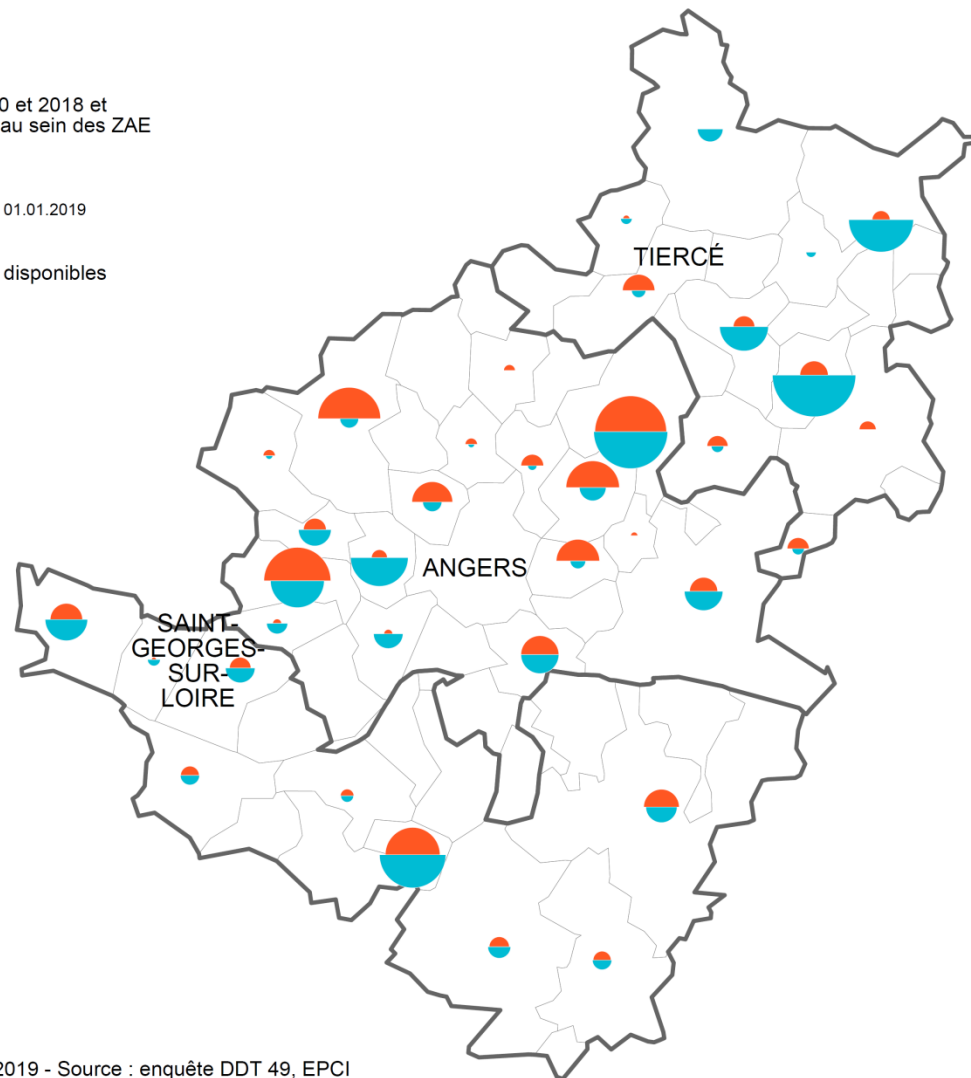 0 et 2018 et
au sein des ZAE
01.01.2019
disponibles
TIERCÉ
ANGERS
SAINT-
GEORGES-
SUR-
LOIRE
2019 - Source : enquête DDT 49, EPCI